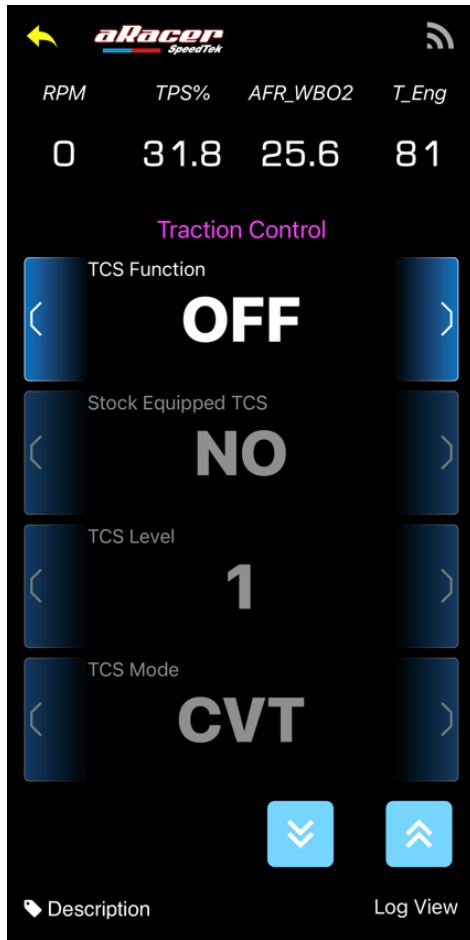 aRacer
SpeedTek
RPM TPS% AFR_WBO2 T_Eng
0 31.8 25.6 81
Traction Control
TCS Function
OFF
Stock Equipped TCS
NO
TCS Level
1
TCS Mode
CVT
Description Log View